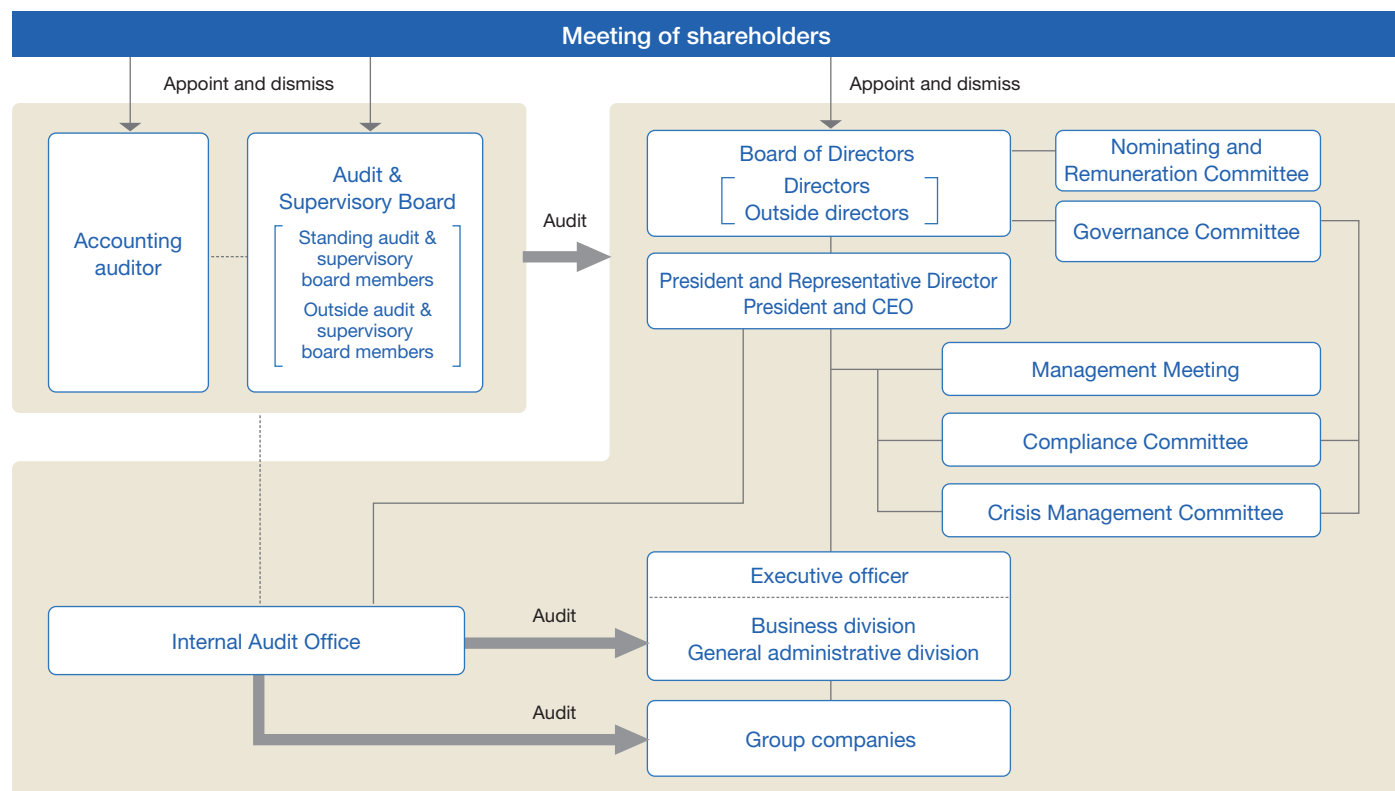 Meeting of shareholders
Appoint and dismiss
Appoint and dismiss
Accounting
auditor
Audit &
Supervisory Board
Standing audit &
supervisory
board members
Outside audit &
supervisory
board members
Audit
Board of Directors
Directors
Outside directors
Nominating and
Remuneration Committee
Governance Committee
President and Representative Director
President and CEO
Management Meeting
Compliance Committee
Crisis Management Committee
Executive officer
Business division
General administrative division
Internal Audit Office
Audit
Audit
Group companies